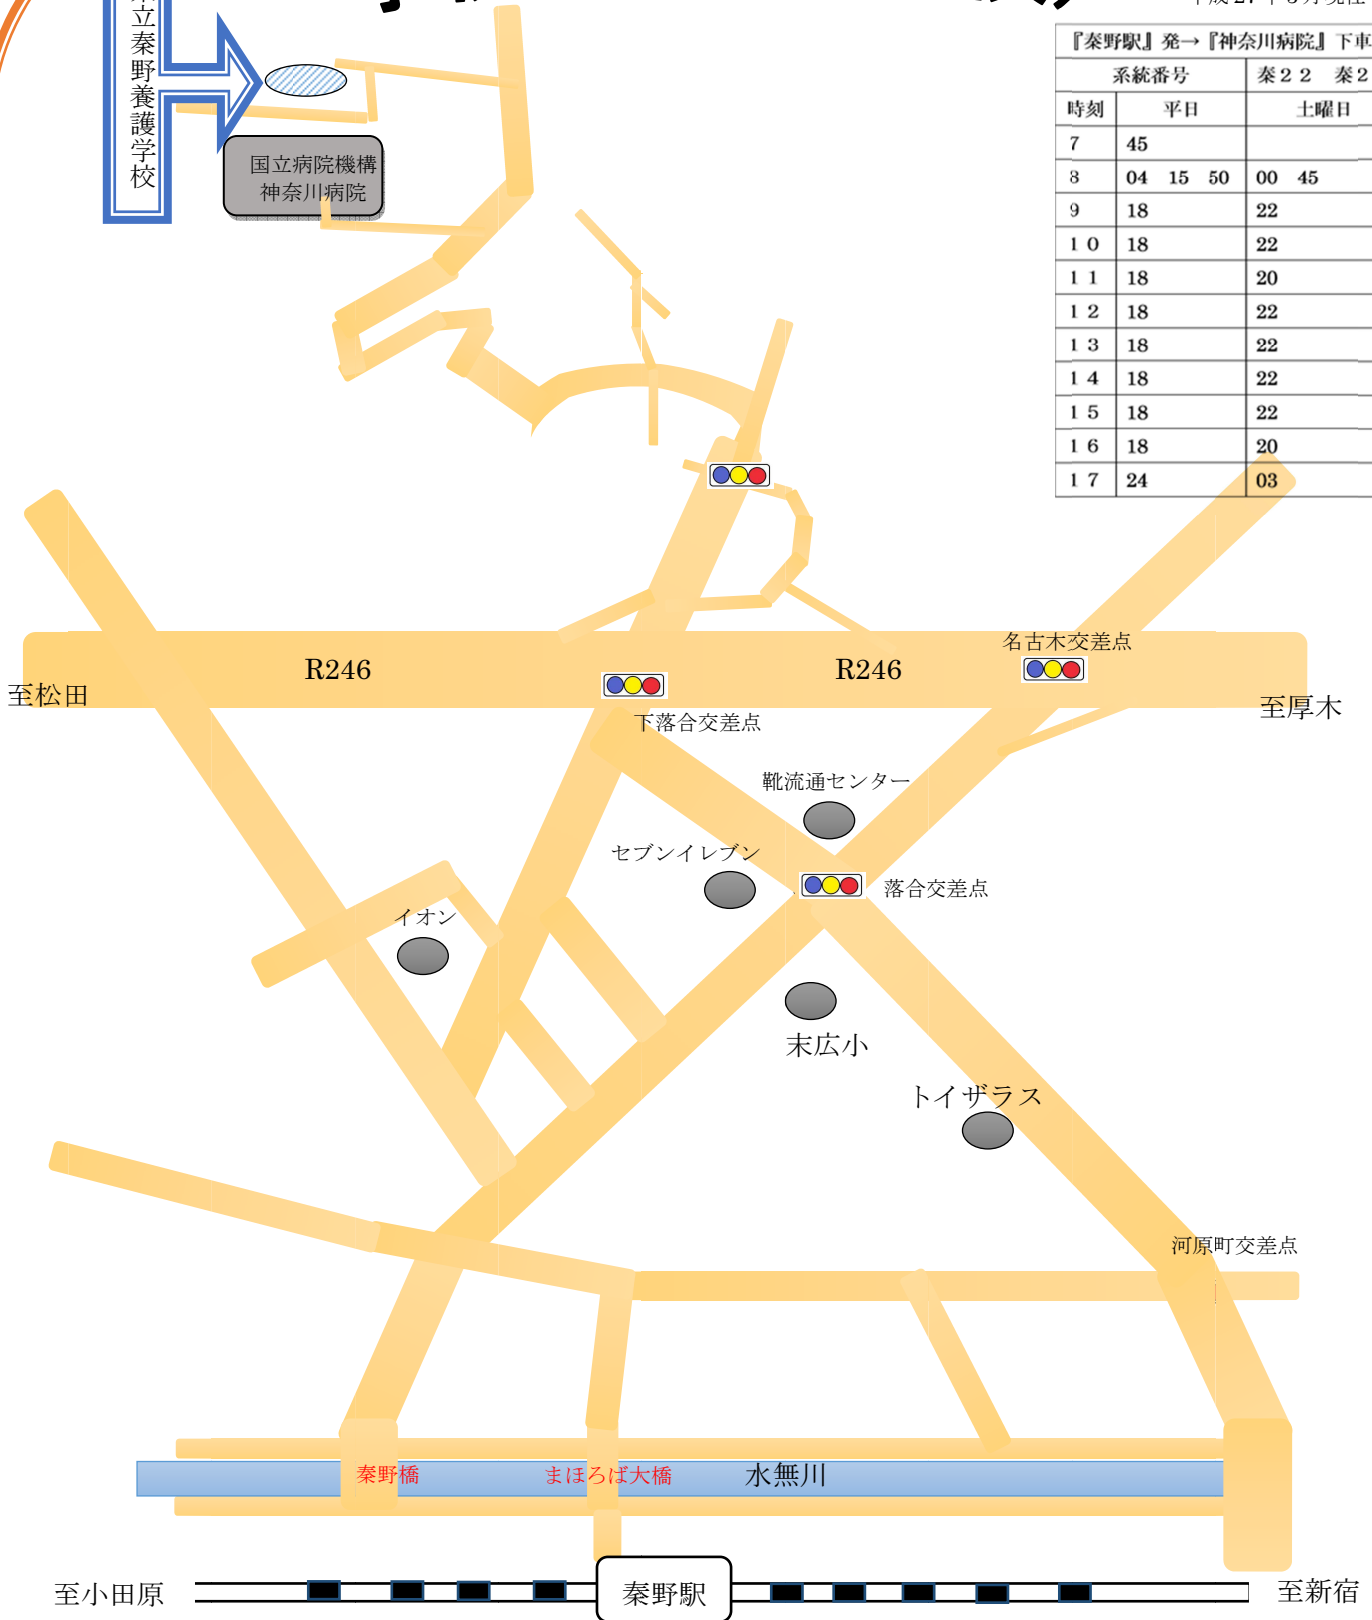 立秦野養護学校
『秦野駅』発→『神奈川病院』下車
系統番号 秦２２ 秦２
時刻 平日 土曜日
7 45
8 04 15 50 00 45
9 18 22
１０ 18 22
１１ 18 20
１２ 18 22
１３ 18 22
１４ 18 22
１５ 18 22
１６ 18 20
１７ 24 03
国立病院機構
神奈川病院
名古木交差点
R246 R246
至松田
至厚木
下落合交差点
靴流通センター
セブンイレブン
落合交差点
イオン
末広小
トイザラス
河原町交差点
秦野橋 まほろば大橋 水無川
至小田原 秦野駅 至新宿